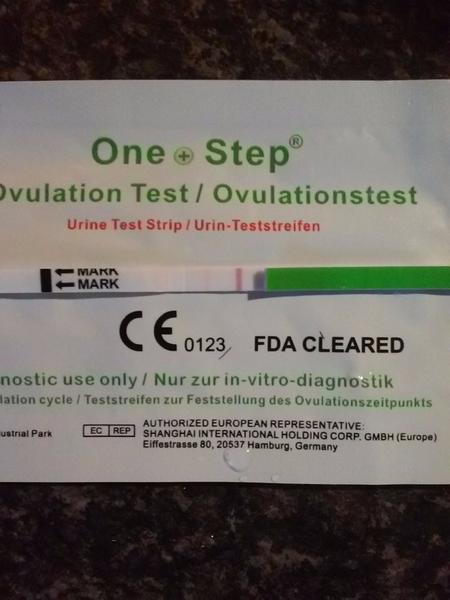 One + Step®
Ovulation Test / Ovulationstest
Urine Test Strip / Urin-Teststreifen
MARK
MARK
CE 0123 FDA CLEARED
nostic use only / Nur zur in-vitro-diagnostik
lation cycle / Teststreifen zur Feststellung des Ovulationszeitpunkts
ustrial Park
EC REP
AUTHORIZED EUROPEAN REPRESENTATIVE:
SHANGHAI INTERNATIONAL HOLDING CORP. GMBH (Europe)
Eiffestrasse 80, 20537 Hamburg, Germany